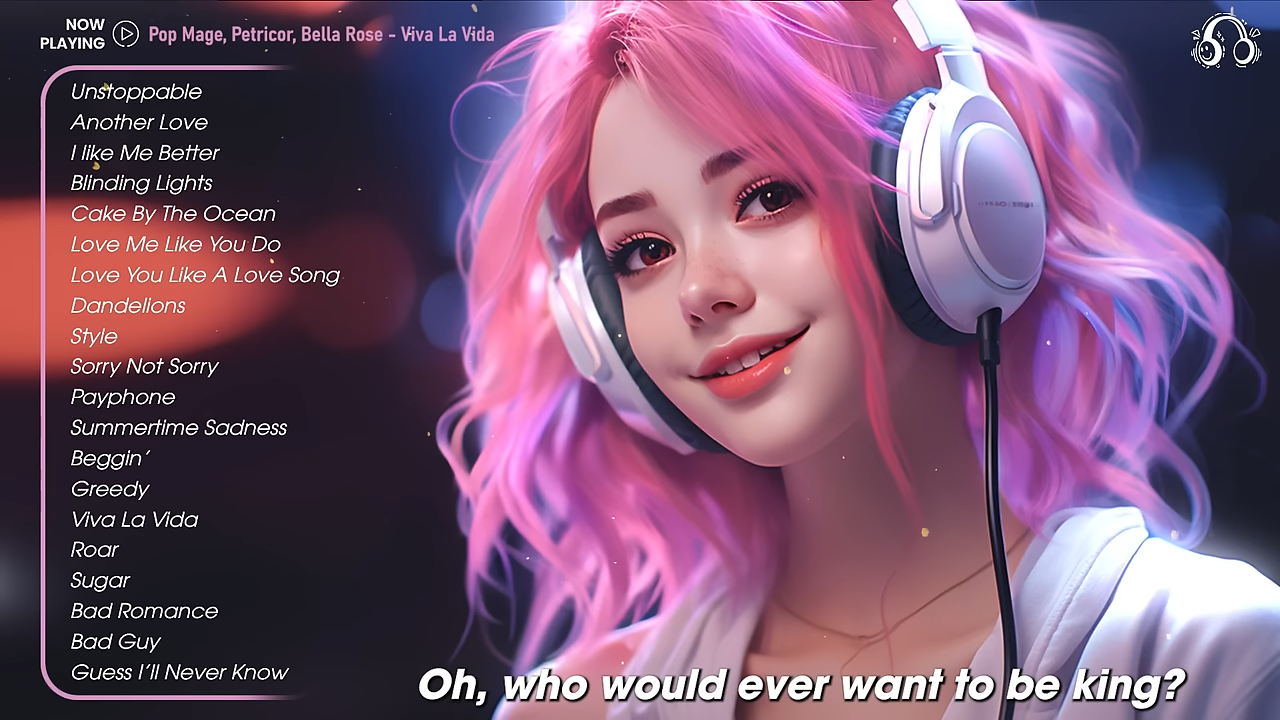 NOW
PLAYING
Pop Mage, Petricor, Bella Rose - Viva La Vida
Unstoppable
Another Love
I like Me Better
Blinding Lights
Cake By The Ocean
Love Me Like You Do
Love You Like A Love Song
Dandelions
Style
Sorry Not Sorry
Payphone
Summertime Sadness
Beggin’
Greedy
Viva La Vida
Roar
Sugar
Bad Romance
Bad Guy
Guess I’ll Never Know
Oh, who would ever want to be king?